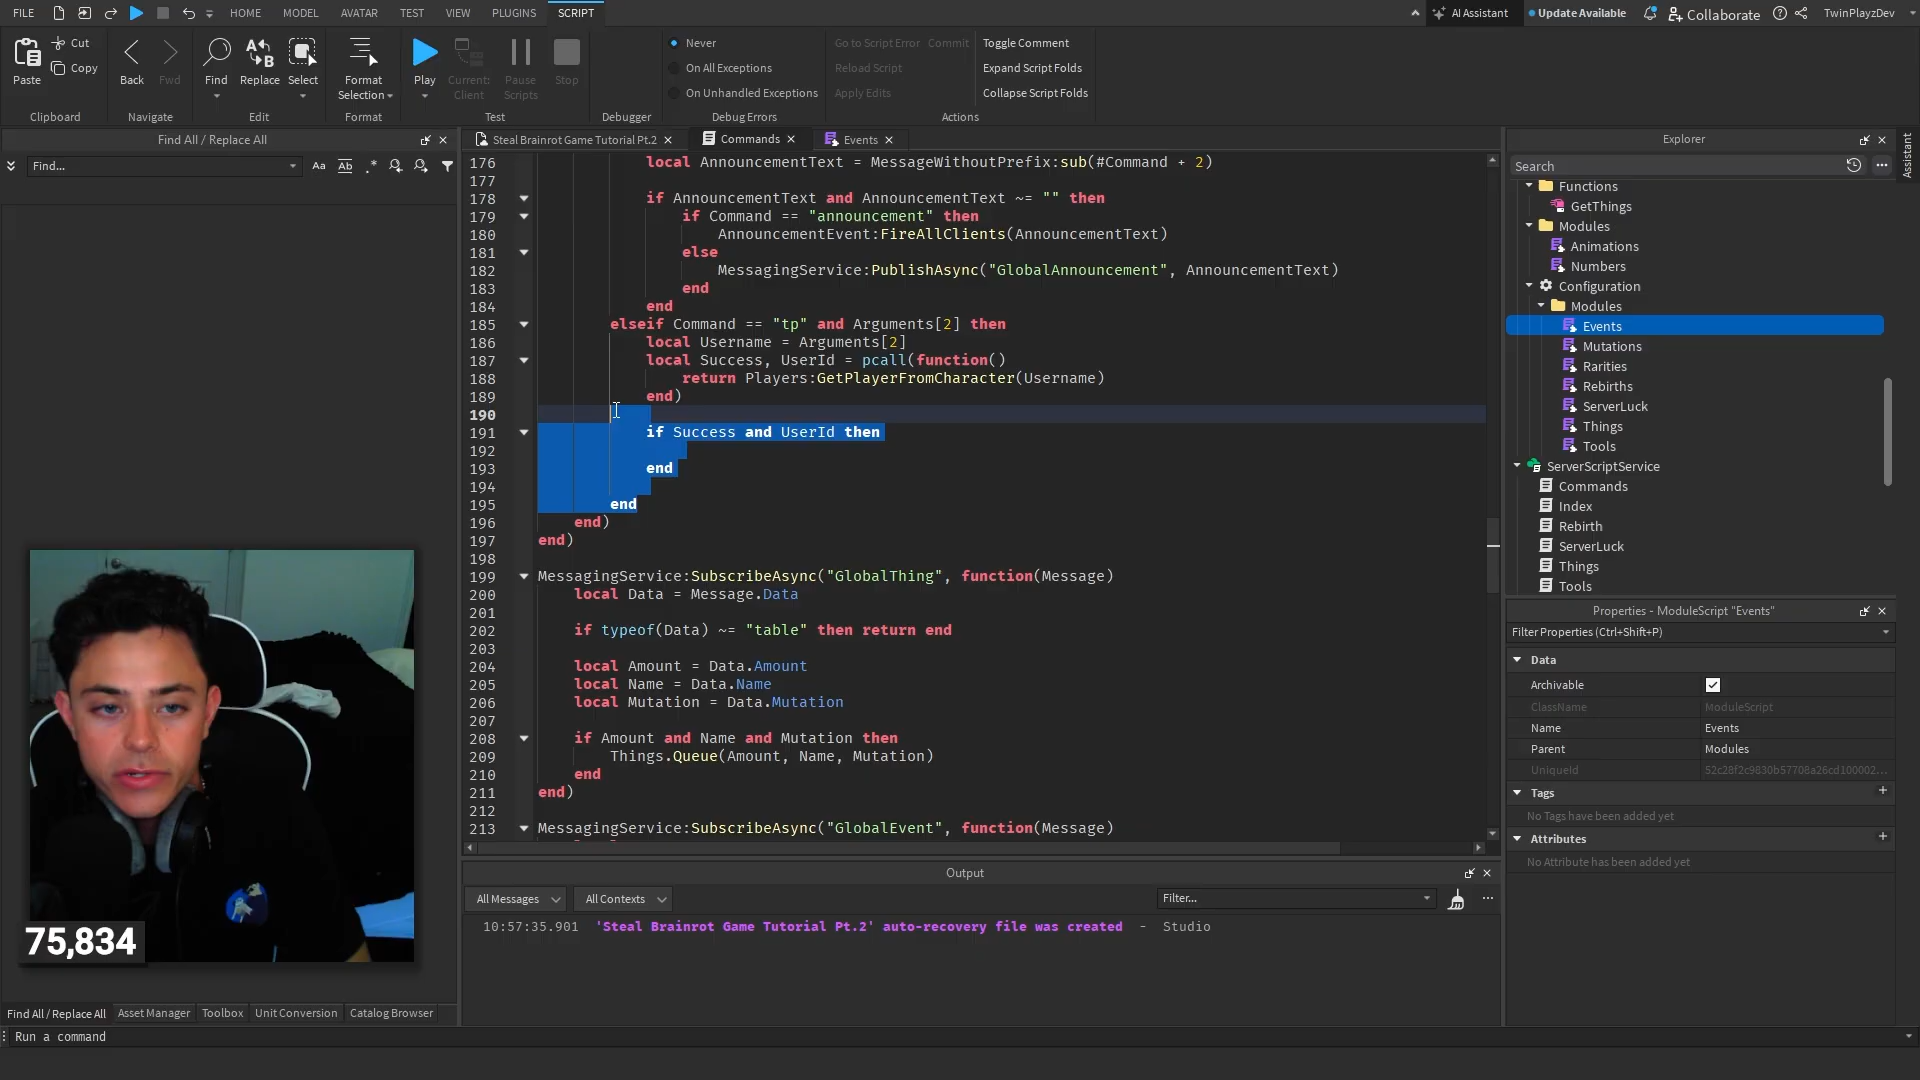 FILE HOME MODEL AVATAR TEST VIEW PLUGINS SCRIPT AI Assistant Update Available Collaborate TwinPlayzDev
Paste Cut Copy Back Fwd Find Replace Select Format Selection Play Current: Client Pause Scripts Stop
Never
On All Exceptions
On Unhandled Exceptions
Go to Script Error Commit
Reload Script
Apply Edits
Toggle Comment
Expand Script Folds
Collapse Script Folds
Clipboard Navigate Edit Format Test Debugger Debug Errors Actions
Find All / Replace All
Find... Aa Ab .*
Steal Brainrot Game Tutorial Pt.2 Commands Events
176 local AnnouncementText = MessageWithoutPrefix:sub(#Command + 2)
177
178 if AnnouncementText and AnnouncementText ~= "" then
179 if Command == "announcement" then
180 AnnouncementEvent:FireAllClients(AnnouncementText)
181 else
182 MessagingService:PublishAsync("GlobalAnnouncement", AnnouncementText)
183 end
184 end
185 elseif Command == "tp" and Arguments[2] then
186 local Username = Arguments[2]
187 local Success, UserId = pcall(function()
188 return Players:GetPlayerFromCharacter(Username)
189 end)
190
191 if Success and UserId then
192
193 end
194
195 end
196 end)
197 end)
198
199 MessagingService:SubscribeAsync("GlobalThing", function(Message)
200 local Data = Message.Data
201
202 if typeof(Data) ~= "table" then return end
203
204 local Amount = Data.Amount
205 local Name = Data.Name
206 local Mutation = Data.Mutation
207
208 if Amount and Name and Mutation then
209 Things.Queue(Amount, Name, Mutation)
210 end
211 end)
212
213 MessagingService:SubscribeAsync("GlobalEvent", function(Message)
Output
All Messages All Contexts Filter...
10:57:35.901 'Steal Brainrot Game Tutorial Pt.2' auto-recovery file was created - Studio
75,834
Find All / Replace All Asset Manager Toolbox Unit Conversion Catalog Browser
Run a command
Explorer
Assistant
Search
Functions
GetThings
Modules
Animations
Numbers
Configuration
Modules
Events
Mutations
Rarities
Rebirths
ServerLuck
Things
Tools
ServerScriptService
Commands
Index
Rebirth
ServerLuck
Things
Tools
Properties - ModuleScript "Events"
Filter Properties (Ctrl+Shift+P)
Data
Archivable
ClassName ModuleScript
Name Events
Parent Modules
UniqueId
Tags
No Tags have been added yet
Attributes
No Attribute has been added yet